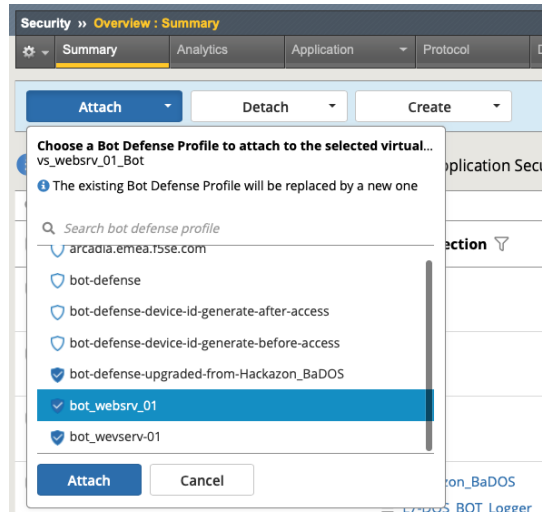 Security » Overview : Summary
Summary Analytics Application Protocol
Attach Detach Create
Choose a Bot Defense Profile to attach to the selected virtual...
vs_websrv_01_Bot
The existing Bot Defense Profile will be replaced by a new one
Search bot defense profile
arcadia.emea.f5se.com
bot-defense
bot-defense-device-id-generate-after-access
bot-defense-device-id-generate-before-access
bot-defense-upgraded-from-Hackazon_BaDOS
bot_websrv_01
bot_wevserv-01
Attach Cancel
plication Secu
ection
zon_BaDOS
L7-DOS_BOT_Logger